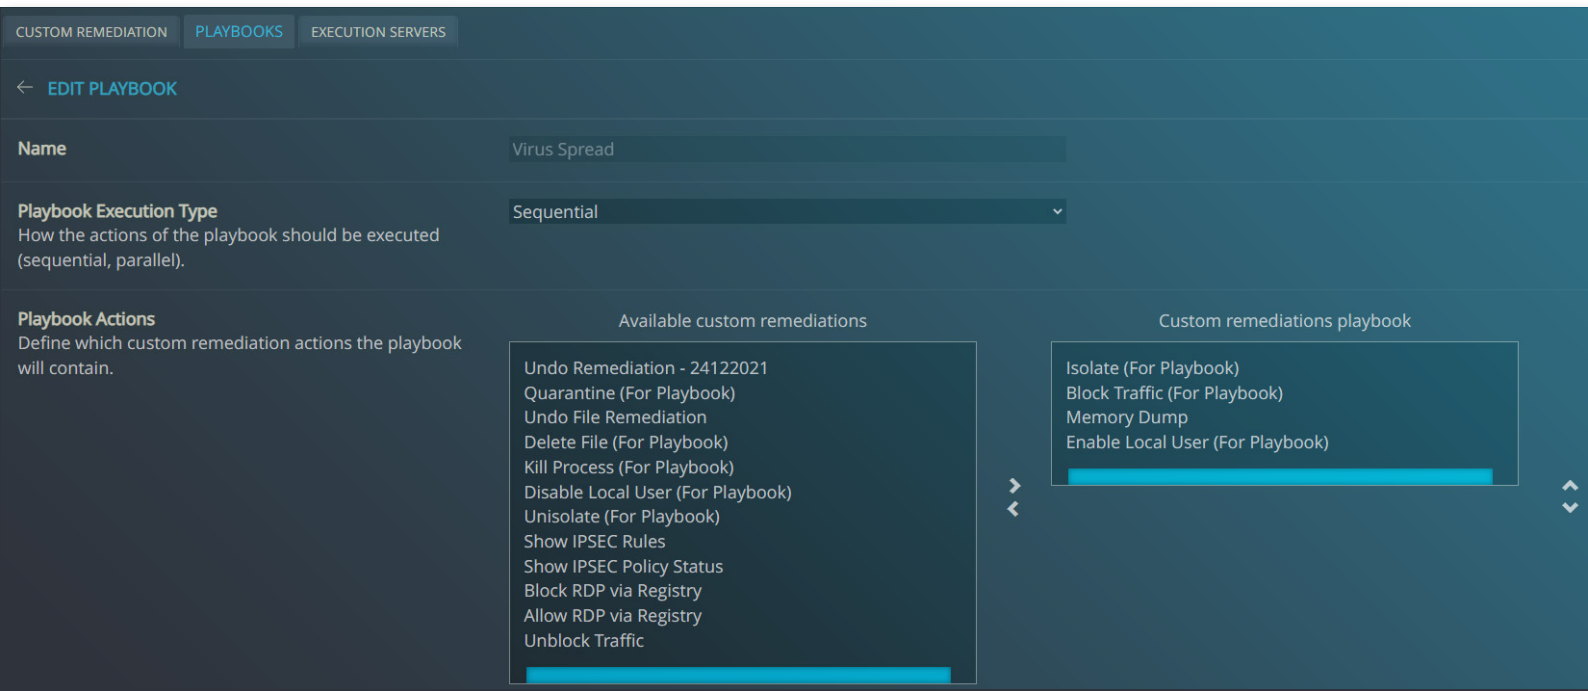 CUSTOM REMEDIATION
PLAYBOOKS
EXECUTION SERVERS
← EDIT PLAYBOOK
Name
Virus Spread
Playbook Execution Type
How the actions of the playbook should be executed
(sequential, parallel).
Sequential
Playbook Actions
Define which custom remediation actions the playbook
will contain.
Available custom remediations
Undo Remediation - 24122021
Quarantine (For Playbook)
Undo File Remediation
Delete File (For Playbook)
Kill Process (For Playbook)
Disable Local User (For Playbook)
Unisolate (For Playbook)
Show IPSEC Rules
Show IPSEC Policy Status
Block RDP via Registry
Allow RDP via Registry
Unblock Traffic
Custom remediations playbook
Isolate (For Playbook)
Block Traffic (For Playbook)
Memory Dump
Enable Local User (For Playbook)